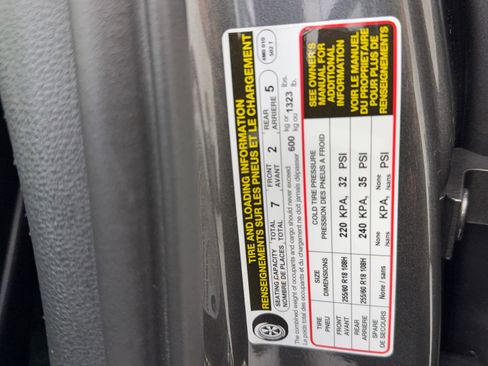 TIRE AND LOADING INFORMATION
RENSEIGNEMENTS SUR LES PNEUS ET LE CHARGEMENT
SEATING CAPACITY TOTAL 7 FRONT 2 REAR 5
NOMBRE DE PLACES TOTAL AVANT ARRIERE
The combined weight of occupants and cargo should never exceed 600 kg or 1323 lbs.
Le poids total des occupants et du chargement ne doit jamais dépasser kg ou lb.
TIRE SIZE COLD TIRE PRESSURE
PNEU DIMENSIONS PRESSION DES PNEUS A FROID
FRONT 255/60 R18 108H 220 KPA, 32 PSI
AVANT
REAR 255/60 R18 108H 240 KPA, 35 PSI
ARRIERE
SPARE None / sans None KPA, None PSI
DE SECOURS /sans /sans
SEE OWNER'S
MANUAL FOR
ADDITIONAL
INFORMATION
VOIR LE MANUEL
DU PROPRIETAIRE
POUR PLUS DE
RENSEIGNEMENTS
502 T